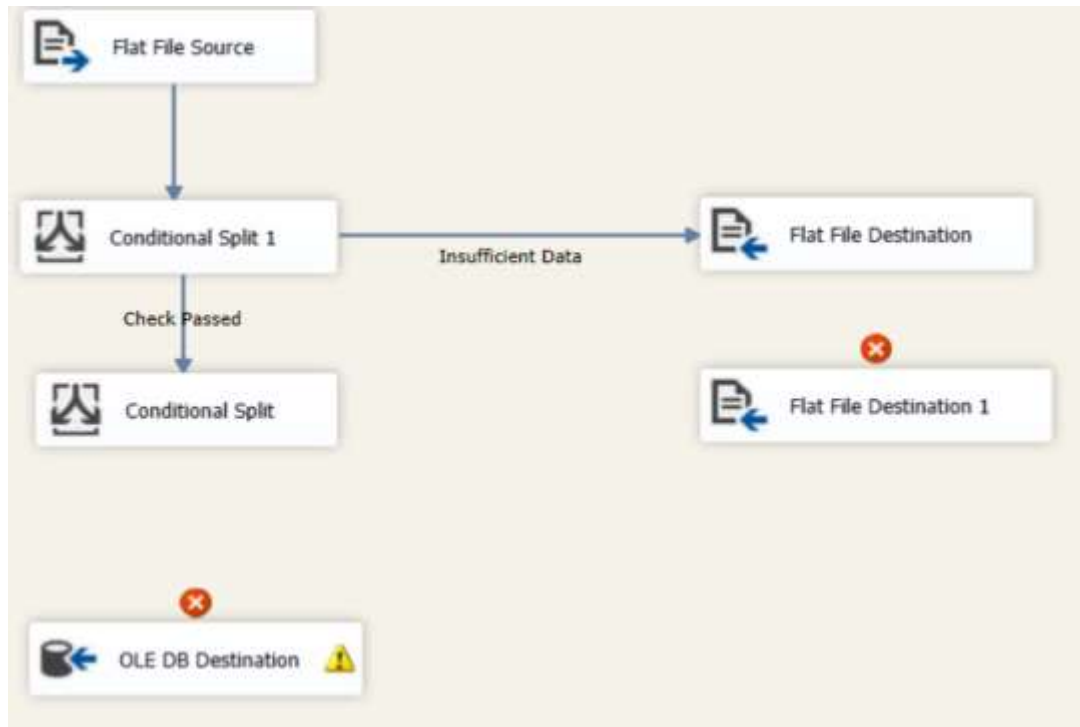 Flat File Source
Conditional Split 1
Insufficient Data
Flat File Destination
Check Passed
Conditional Split
Flat File Destination 1
OLE DB Destination